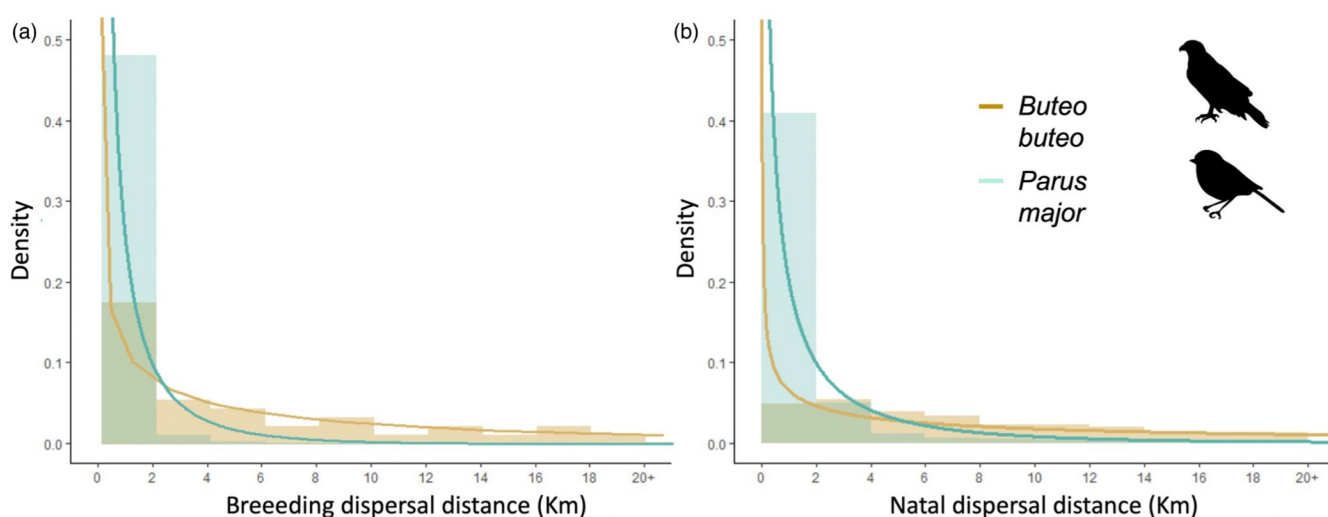 (a)
0.5
0.4
0.3
0.2
0.1
0.0
Density
0 2 4 6 8 10 12 14 16 18 20+
Breeeding dispersal distance (Km)
(b)
0.5
0.4
0.3
0.2
0.1
0.0
Density
Buteo
buteo
Parus
major
0 2 4 6 8 10 12 14 16 18 20+
Natal dispersal distance (Km)